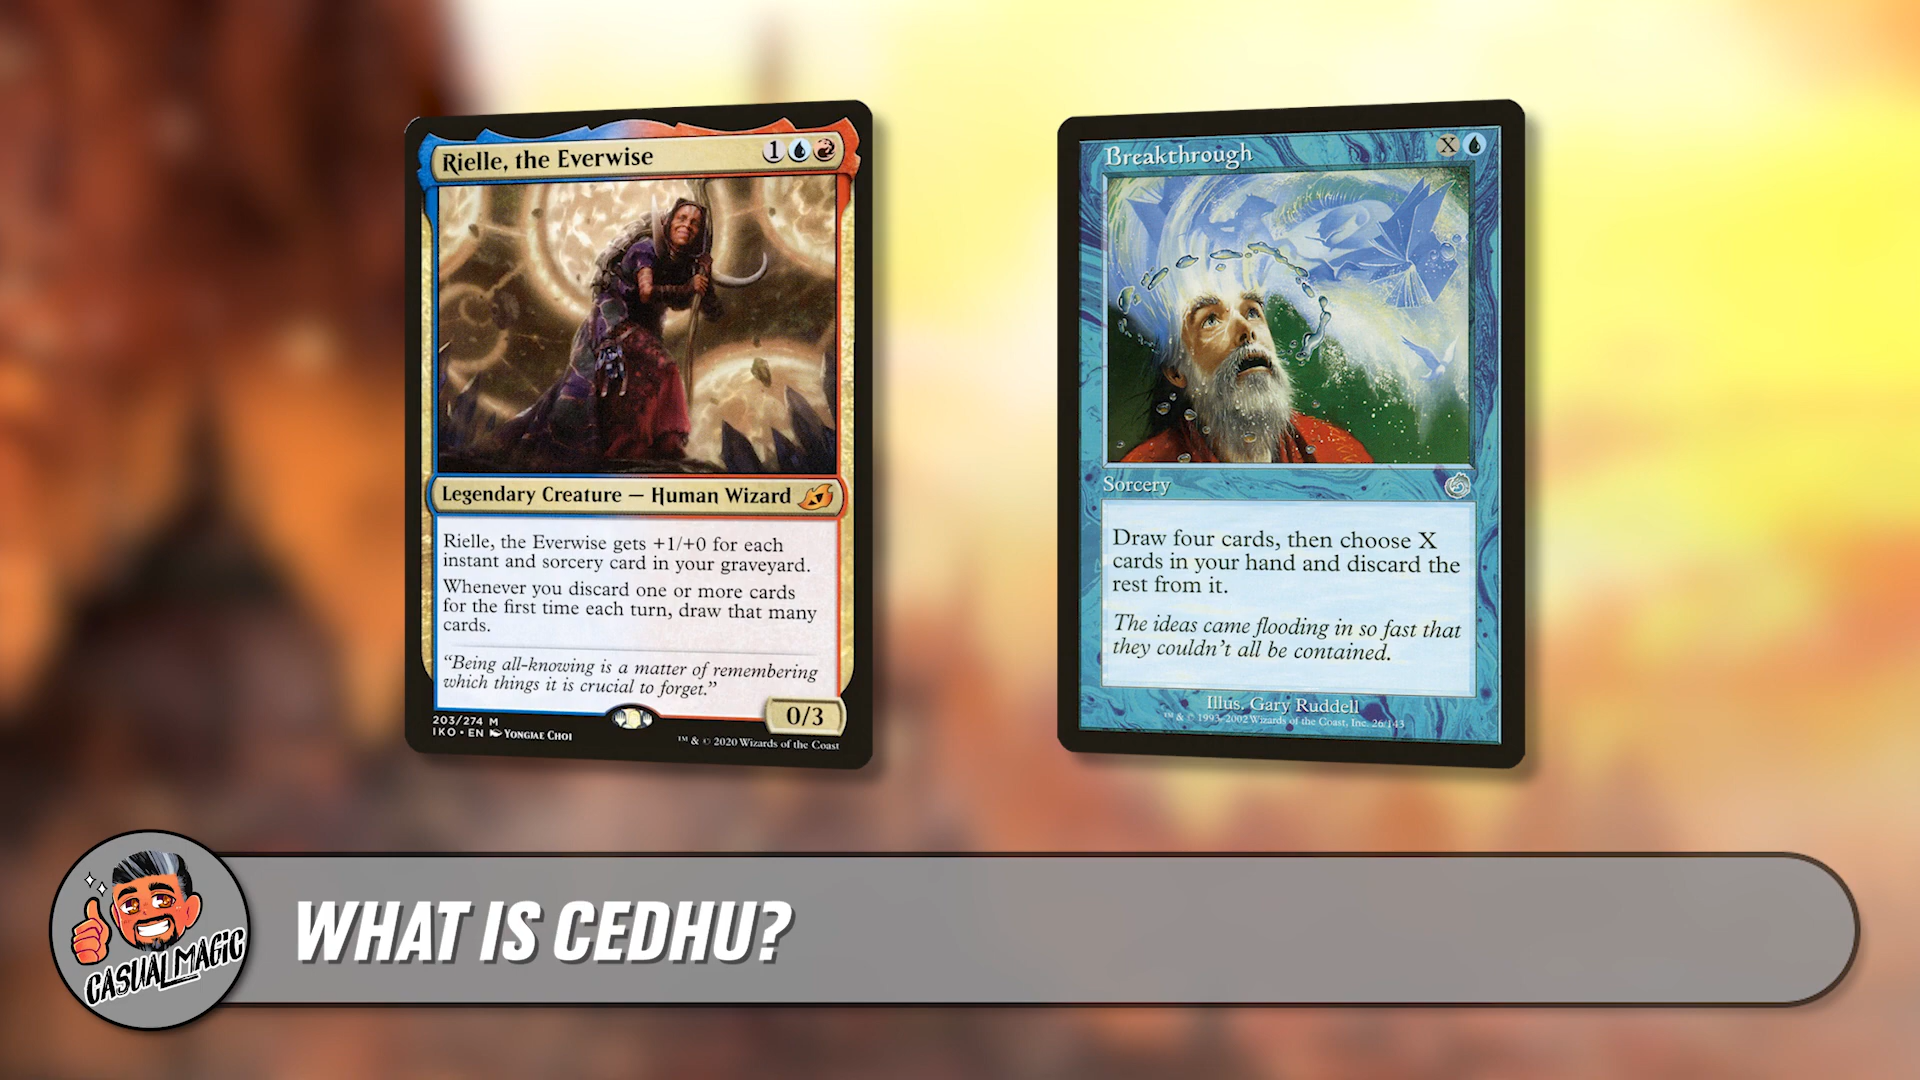 Rielle, the Everwise
1
Legendary Creature — Human Wizard
Rielle, the Everwise gets +1/+0 for each
instant and sorcery card in your graveyard.
Whenever you discard one or more cards
for the first time each turn, draw that many
cards.
“Being all-knowing is a matter of remembering
which things it is crucial to forget.”
0/3
203/274 M
IKO • EN YONGJAE CHOI
™ & © 2020 Wizards of the Coast
Breakthrough
X
Sorcery
Draw four cards, then choose X
cards in your hand and discard the
rest from it.
The ideas came flooding in so fast that
they couldn’t all be contained.
Illus. Gary Ruddell
™ & © 1993-2002 Wizards of the Coast, Inc. 26/143
CASUAL MAGIC
WHAT IS CEDHU?